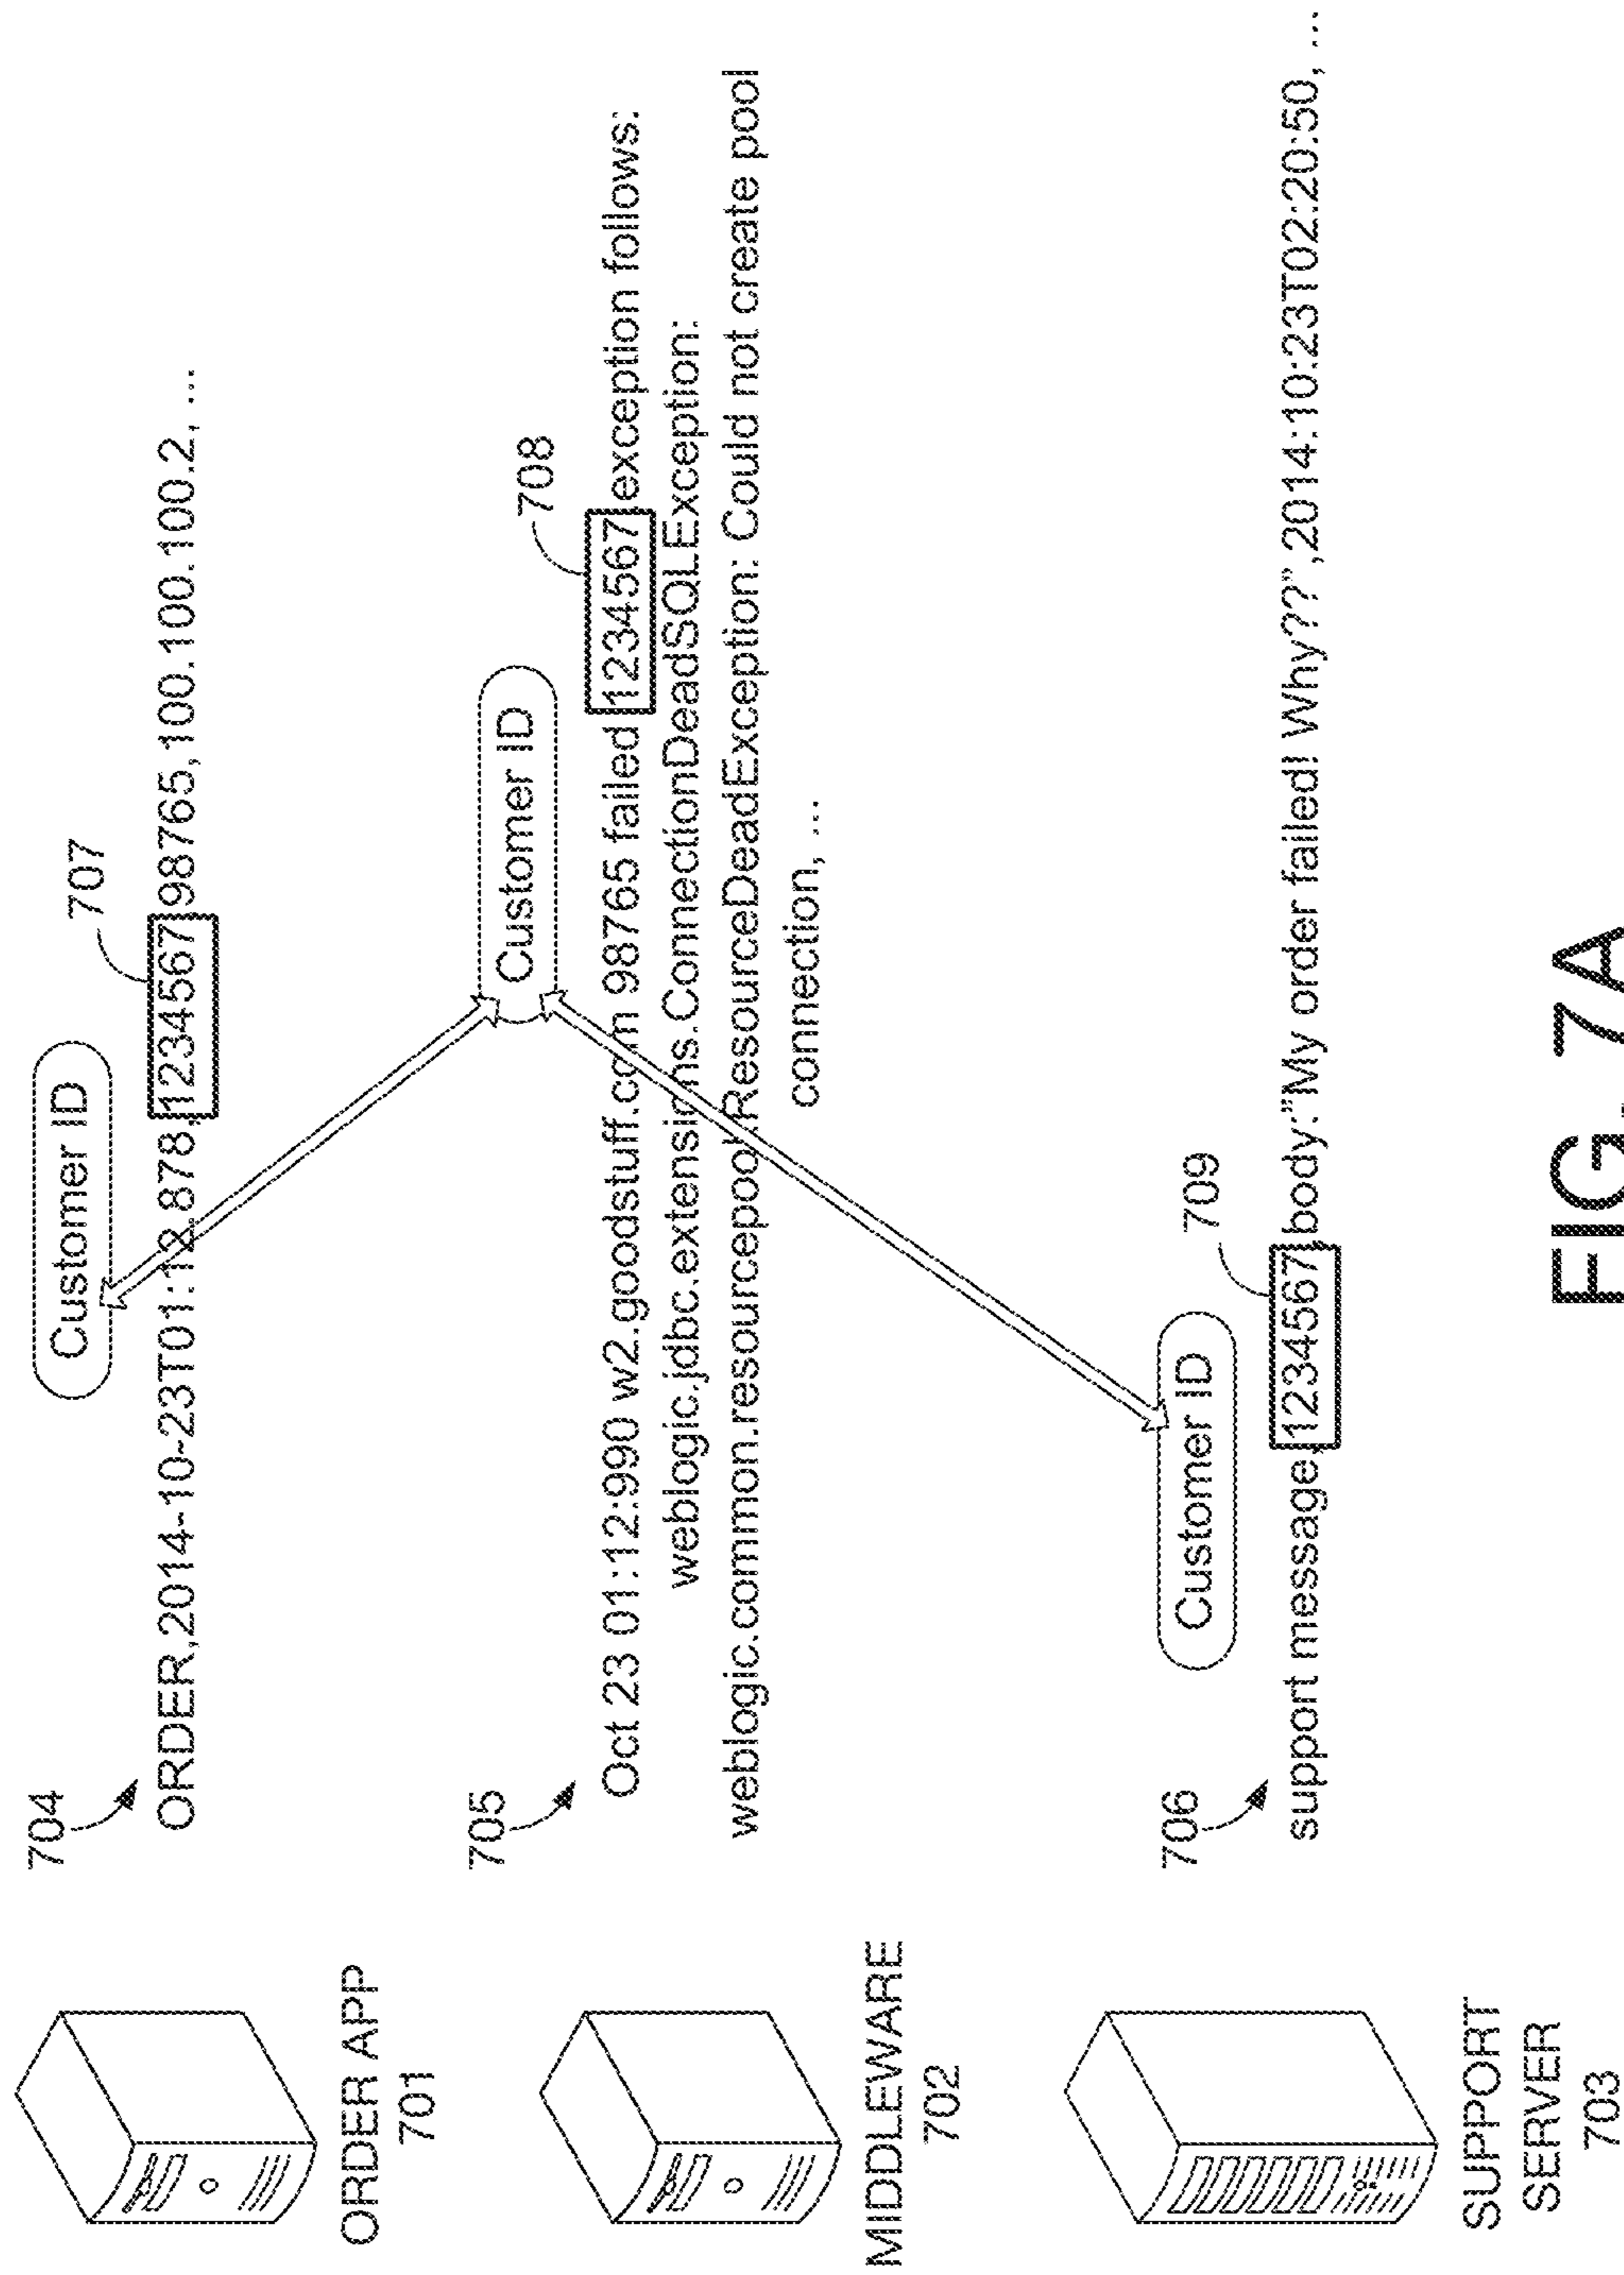 704
Customer ID
707
ORDER,2014-10-23T01:12.878,1234567,98765,100.100.100.2, ...
ORDER APP
701
705
Customer ID
708
Oct 23 01:12:990 w2.goodstuff.com 98765 failed 1234567 exception follows:
weblogic.jdbc.extensions.ConnectionDeadSQLException:
weblogic.common.resourcepool.ResourceDeadException: Could not create pool
connection, ...
MIDDLEWARE
702
706
Customer ID
709
support message,1234567,body:"My order failed! Why??",2014:10:23T02:20:50, ...
SUPPORT
SERVER
703
FIG. 7A